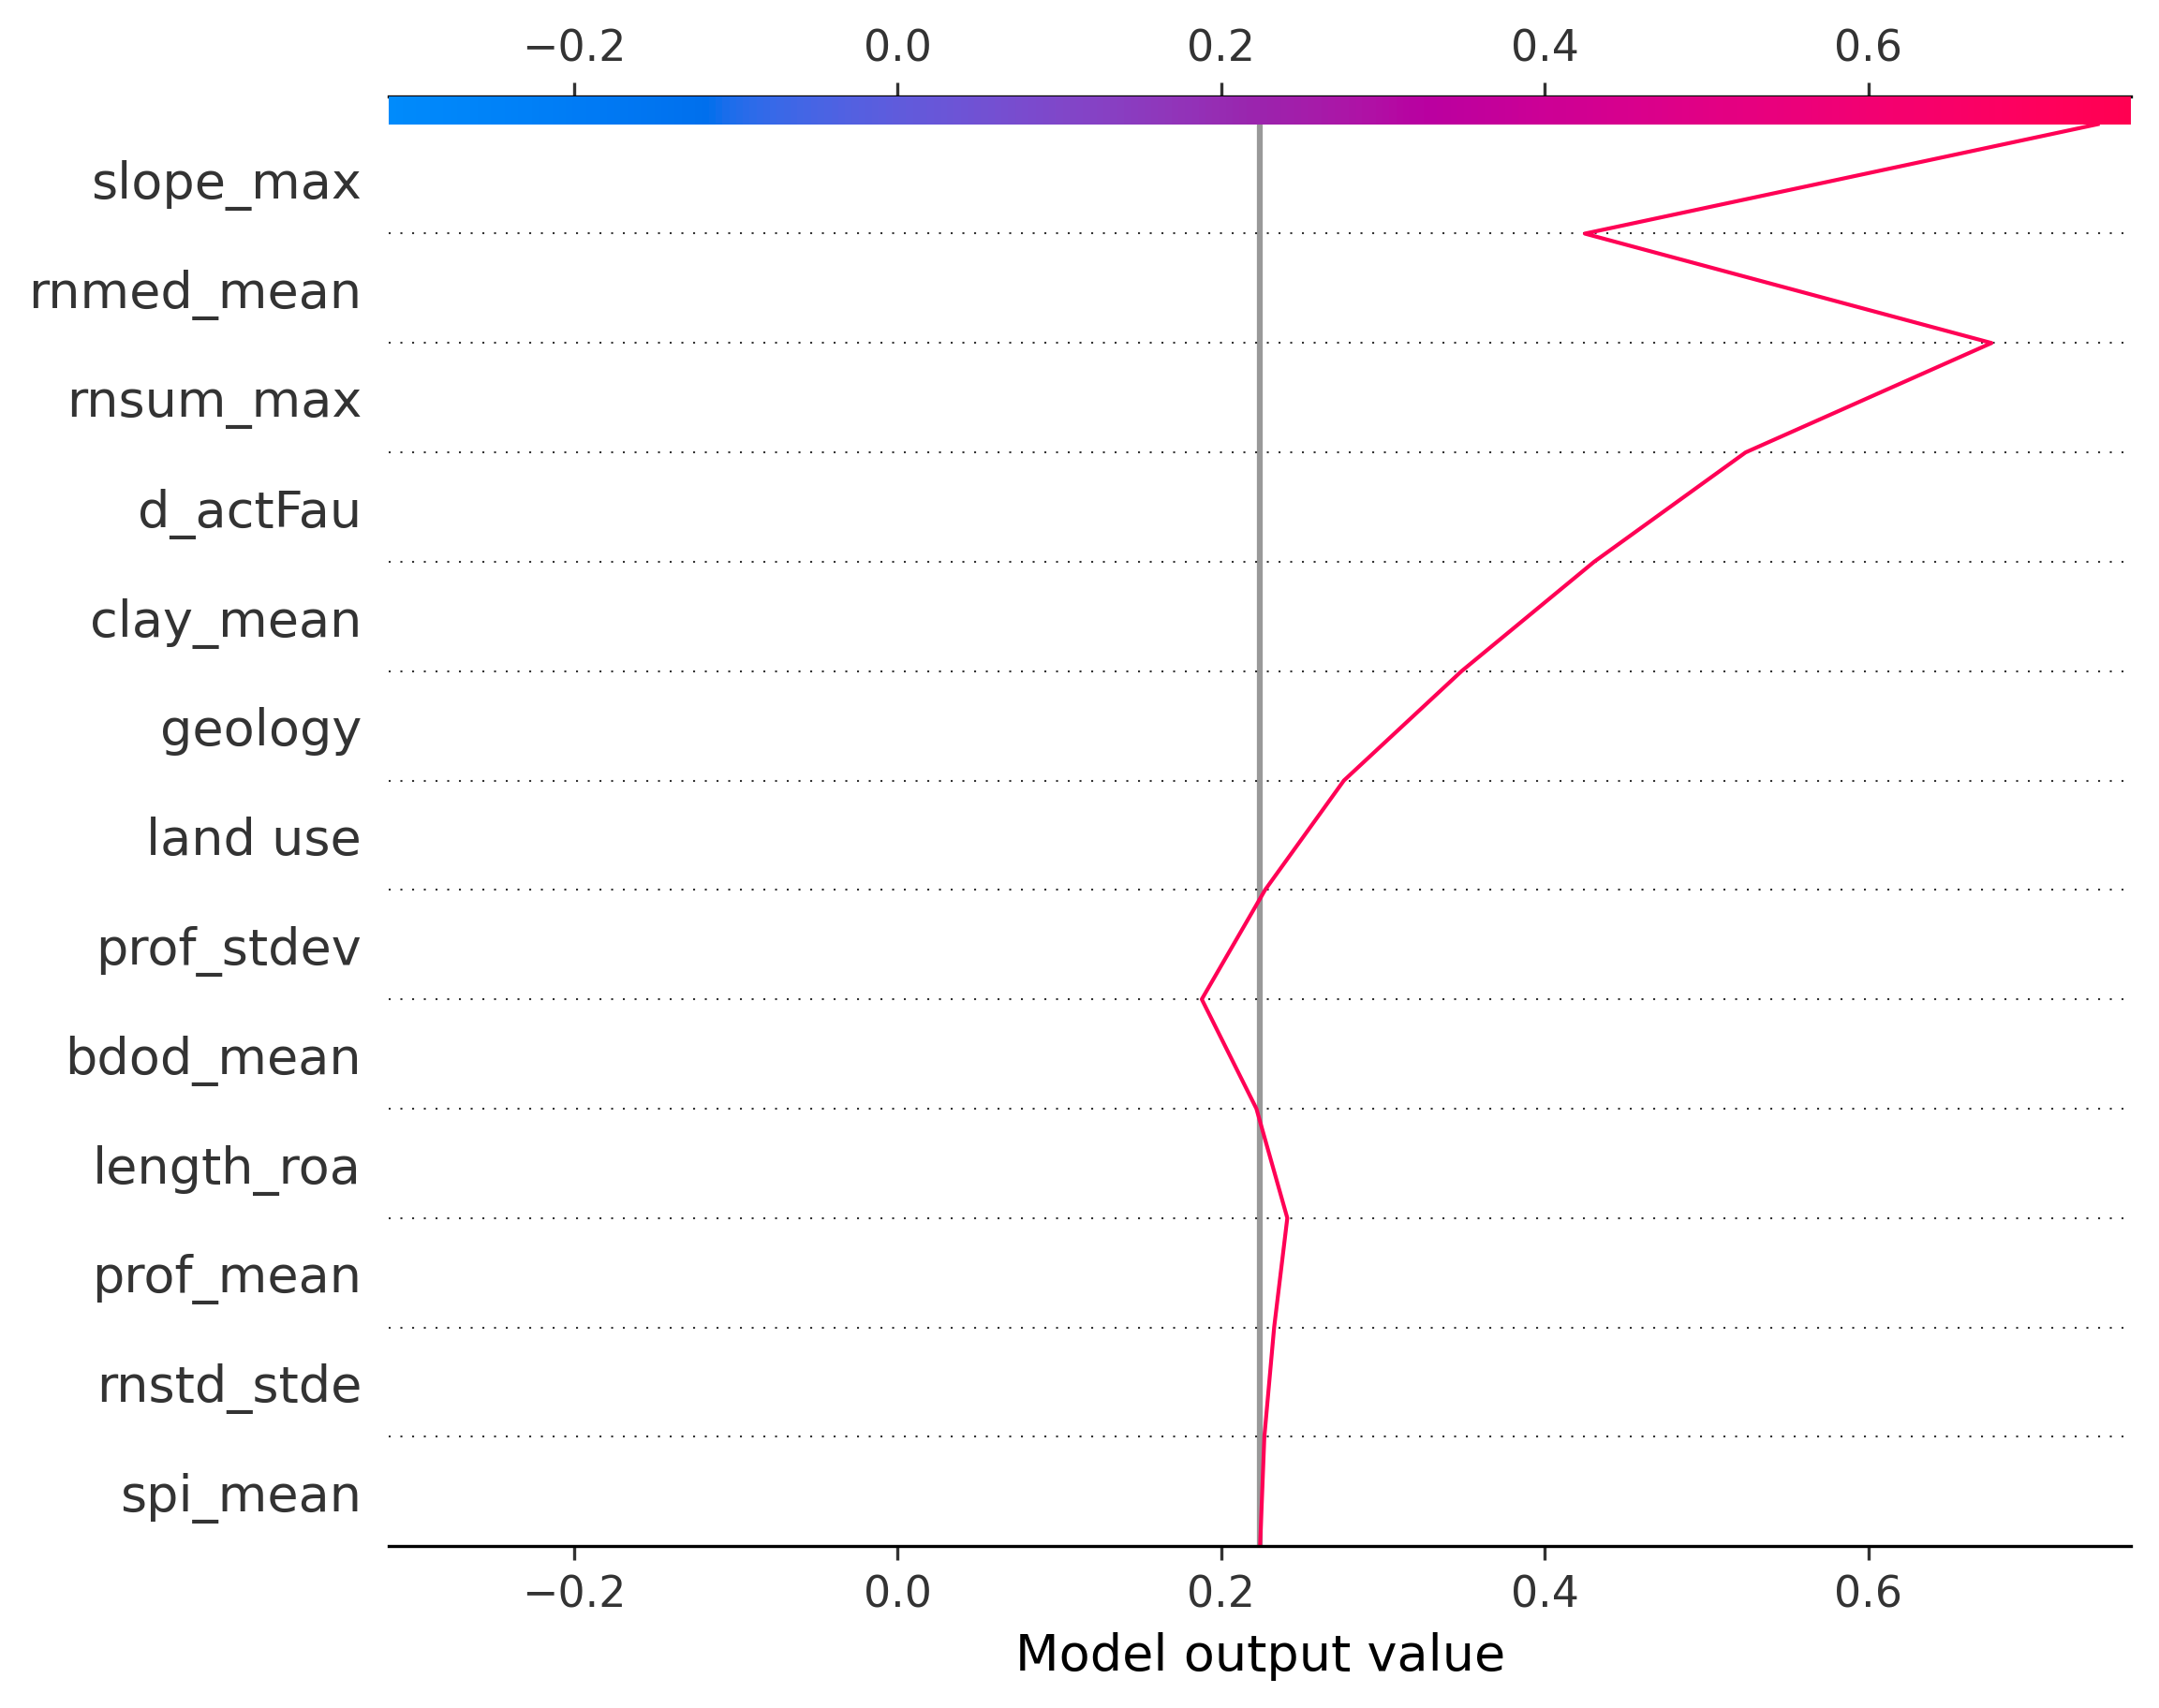 −0.2 0.0 0.2 0.4 0.6
slope_max
rnmed_mean
rnsum_max
d_actFau
clay_mean
geology
land use
prof_stdev
bdod_mean
length_roa
prof_mean
rnstd_stde
spi_mean
−0.2 0.0 0.2 0.4 0.6
Model output value